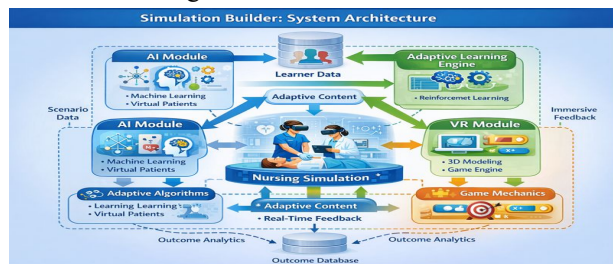 Simulation Builder: System Architecture
AI Module
• Machine Learning
• Virtual Patients
Learner Data
Adaptive Learning
Engine
• Reinforcemet Learning
Adaptive Content
Scenario
Data
Immersive
Feedback
AI Module
• Machine Learning
• Virtual Patients
VR Module
• 3D Modeling
• Game Engine
Nursing Simulation
Adaptive Algorithms
• Learning Learning
• Virtual Patients
• Adaptive Content
• Real-Time Feedback
Game Mechanics
Outcome Analytics
Outcome Analytics
Outcome Database